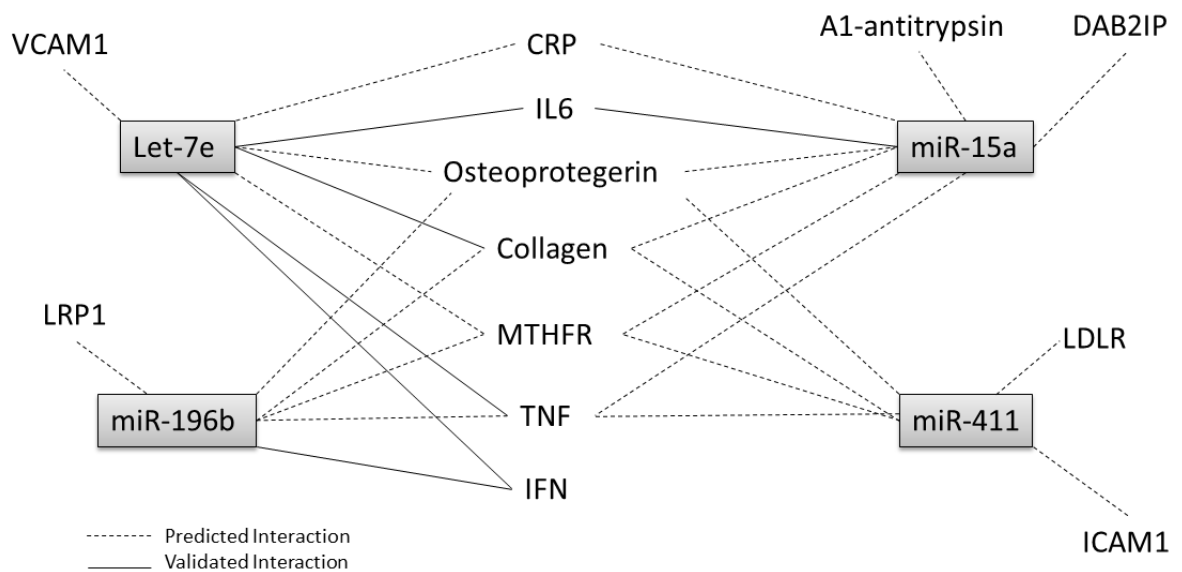 VCAM1
CRP
A1-antitrypsin
DAB2IP
IL6
Let-7e
miR-15a
Osteoprotegerin
Collagen
LRP1
MTHFR
LDLR
miR-196b
TNF
miR-411
IFN
Predicted Interaction
Validated Interaction
ICAM1